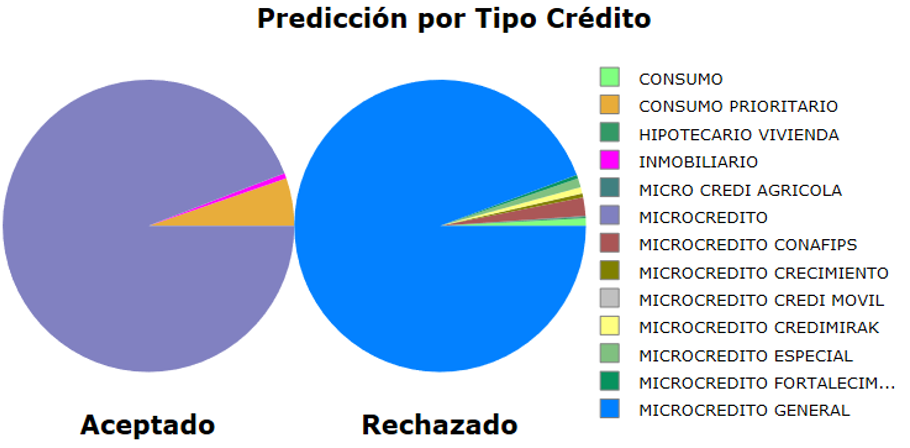 Predicción por Tipo Crédito
CONSUMO
CONSUMO PRIORITARIO
HIPOTECARIO VIVIENDA
INMOBILIARIO
MICRO CREDI AGRICOLA
MICROCREDITO
MICROCREDITO CONAFIPS
MICROCREDITO CRECIMIENTO
MICROCREDITO CREDI MOVIL
MICROCREDITO CREDIMIRAK
MICROCREDITO ESPECIAL
MICROCREDITO FORTALECIM...
MICROCREDITO GENERAL
Aceptado
Rechazado